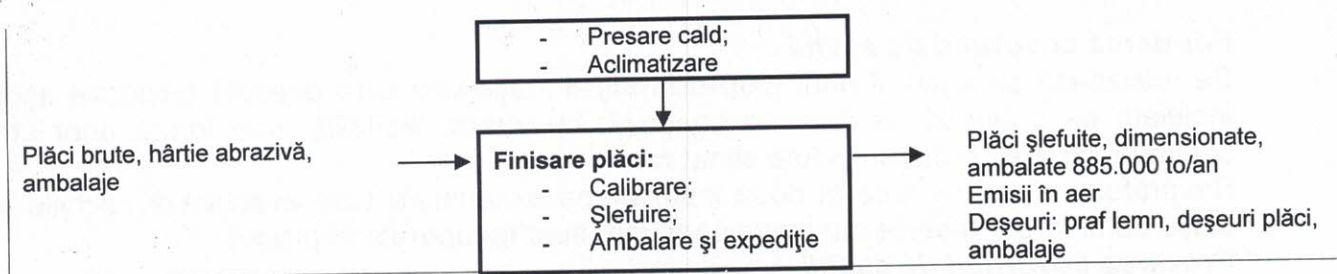 - Presare cald;
- Aclimatizare
Plăci brute, hârtie abrazivă,
ambalaje
Finisare plăci:
- Calibrare;
- Şlefuire;
- Ambalare şi expediţie
Plăci şlefuite, dimensionate,
ambalate 885.000 to/an
Emisii în aer
Deşeuri: praf lemn, deşeuri plăci,
ambalaje